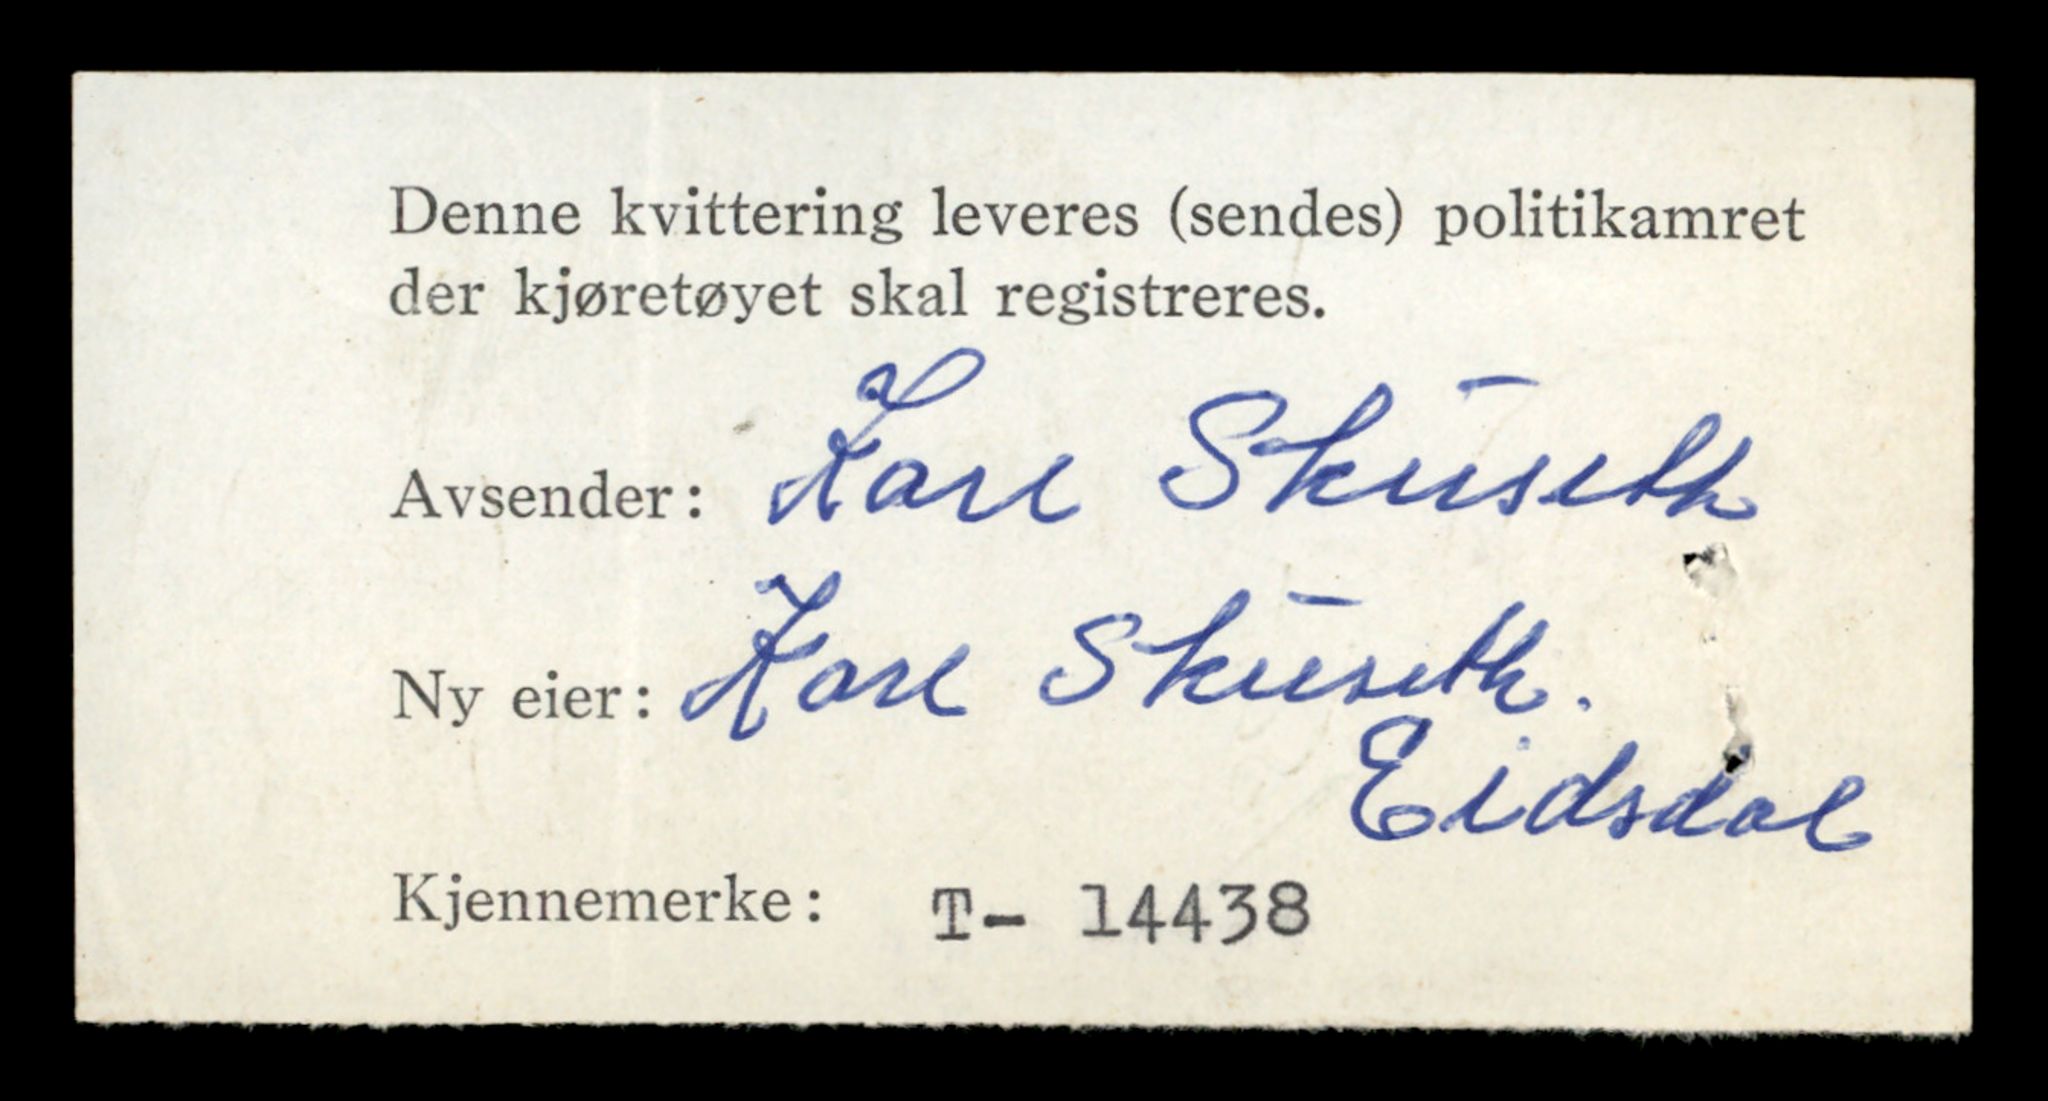 Denne kvittering leveres (sendes) politikamret
der kjøretøyet skal registreres.
Avsender: Kare Skuseth
Ny eier: Kare Skuseth.
Eidsdal
Kjennemerke: T- 14438